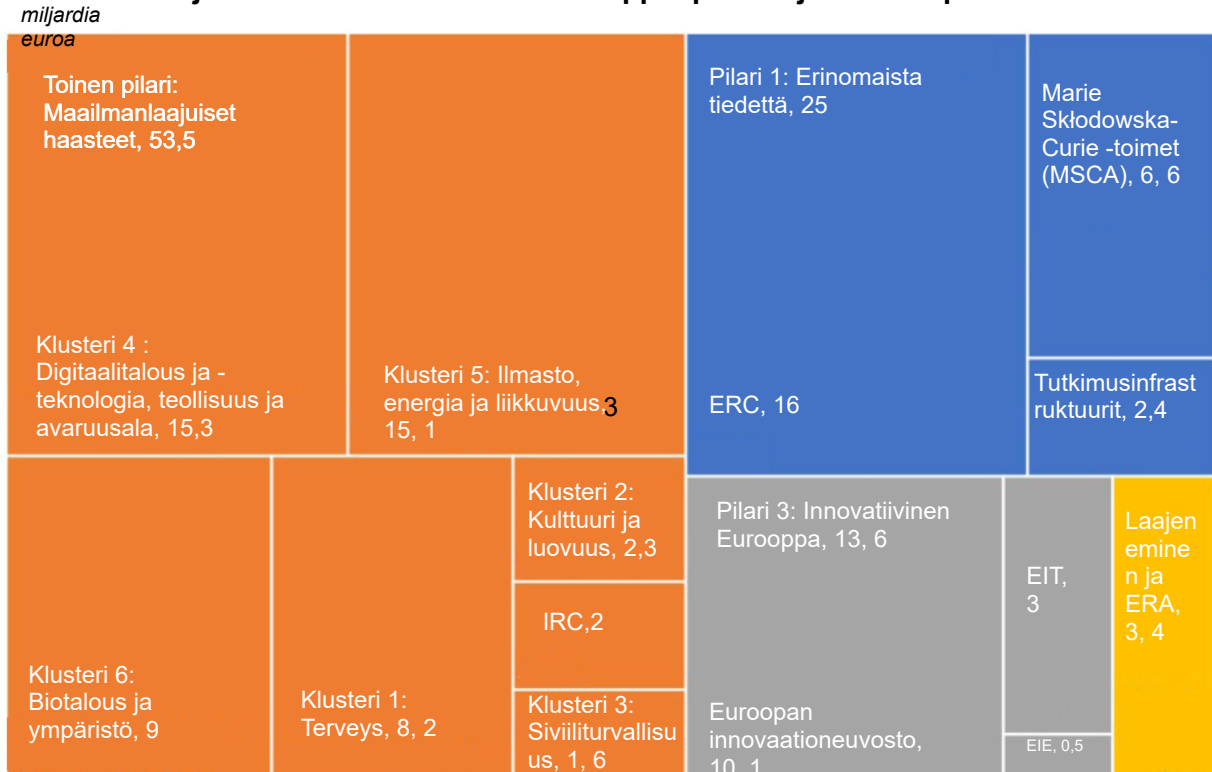 miljardia
euroa
Toinen pilari:
Maailmanlaajuiset
haasteet, 53,5
Klusteri 4 :
Digitaalitalous ja -
teknologia, teollisuus ja
avaruusala, 15,3
Klusteri 5: Ilmasto,
energia ja liikkuvuus,3
15, 1
Pilari 1: Erinomaista
tiedettä, 25
ERC, 16
Marie
Skłodowska-
Curie -toimet
(MSCA), 6, 6
Tutkimusinfrast
ruktuurit, 2,4
Klusteri 6:
Biotalous ja
ympäristö, 9
Klusteri 1:
Terveys, 8, 2
Klusteri 2:
Kulttuuri ja
luovuus, 2,3
IRC,2
Klusteri 3:
Siviiliturvallisu
us, 1, 6
Pilari 3: Innovatiivinen
Eurooppa, 13, 6
Euroopan
innovaationeuvosto,
10, 1
EIT,
3
EIE, 0,5
Laajen
emine
n ja
ERA,
3, 4